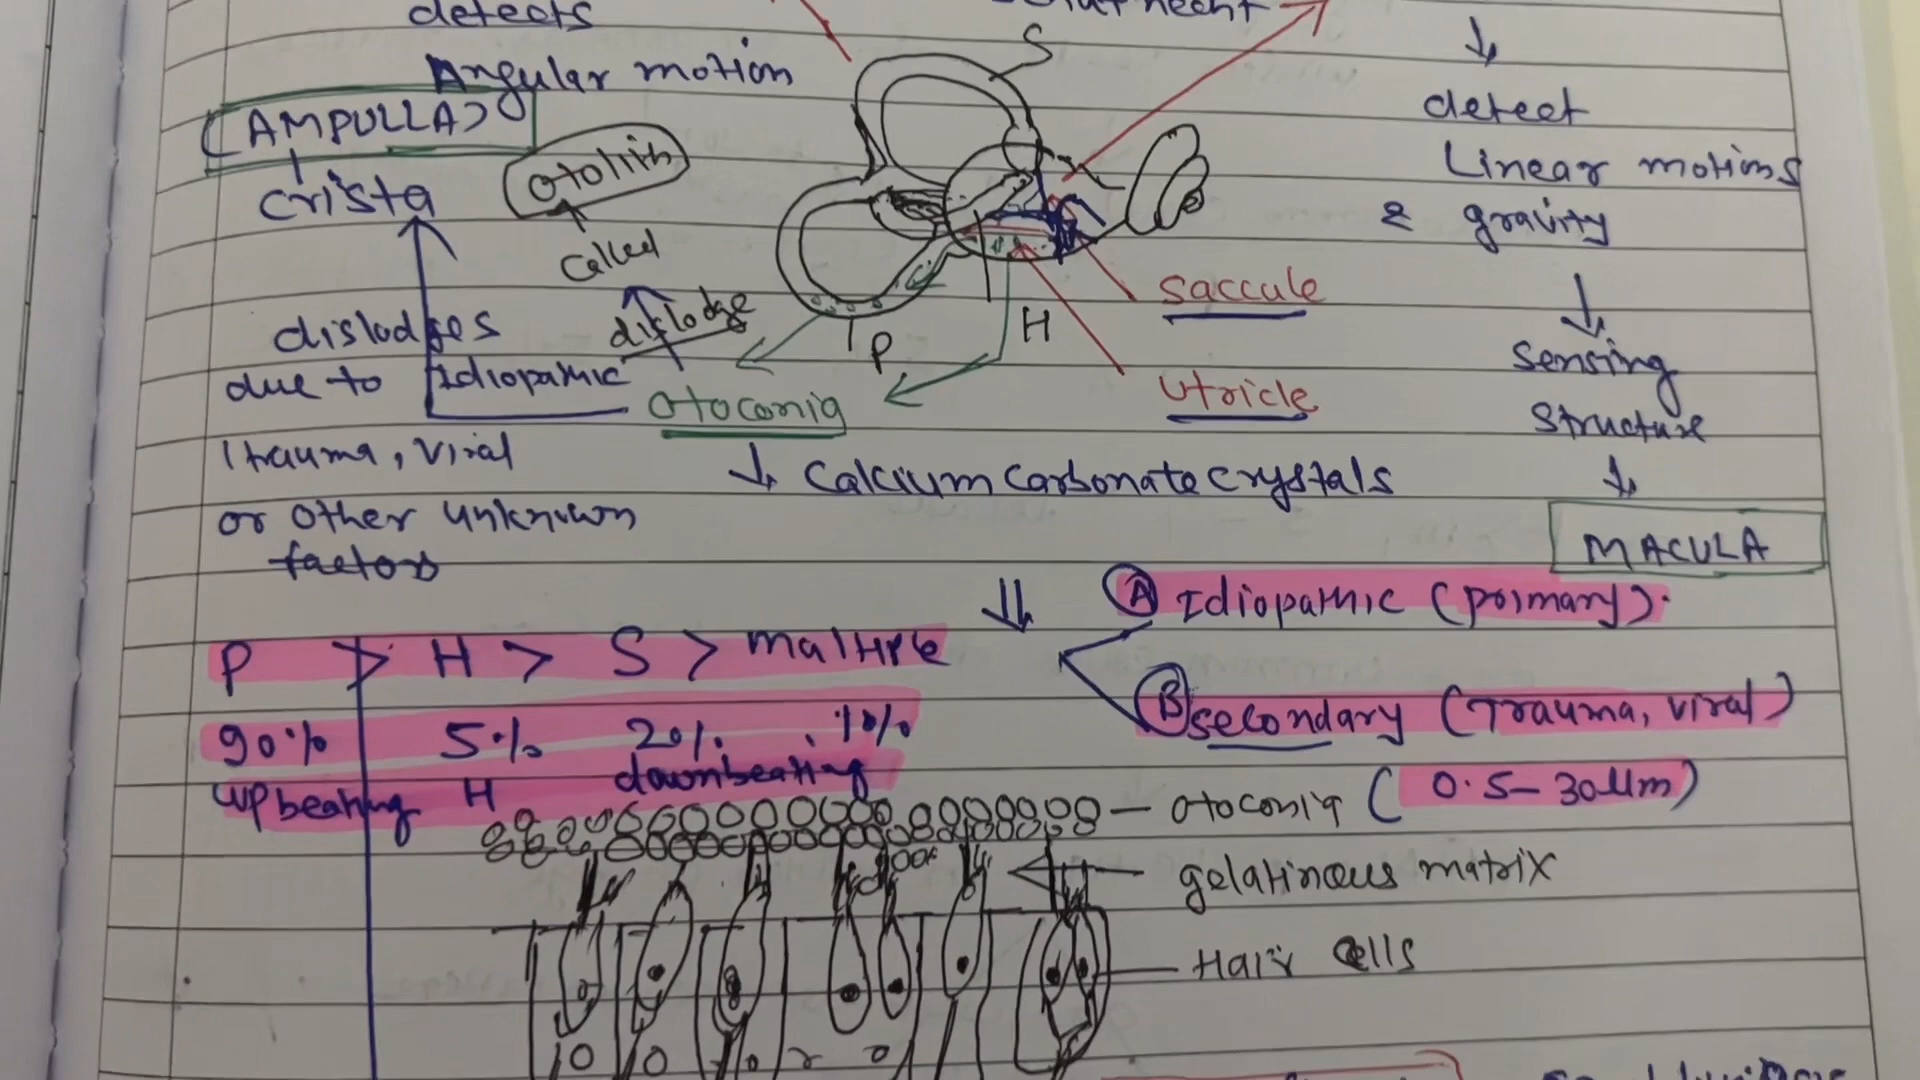 detects
Angular motion
(AMPULLA)
crista
otolith
called
dislodge
dislodges
due to Idiopathic
trauma, viral
or other unknown
factors
S
P
H
saccule
utricle
otoconia
calcium carbonate crystals
detect
Linear motions
& gravity
Sensing
Structure
MACULA
A Idiopathic (primary).
B secondary (Trauma, viral)
P > H > S > multiple
90% 5% 2% 1%
upbeating H downbeating
otoconia (0.5-30um)
gelatinous matrix
Hair cells